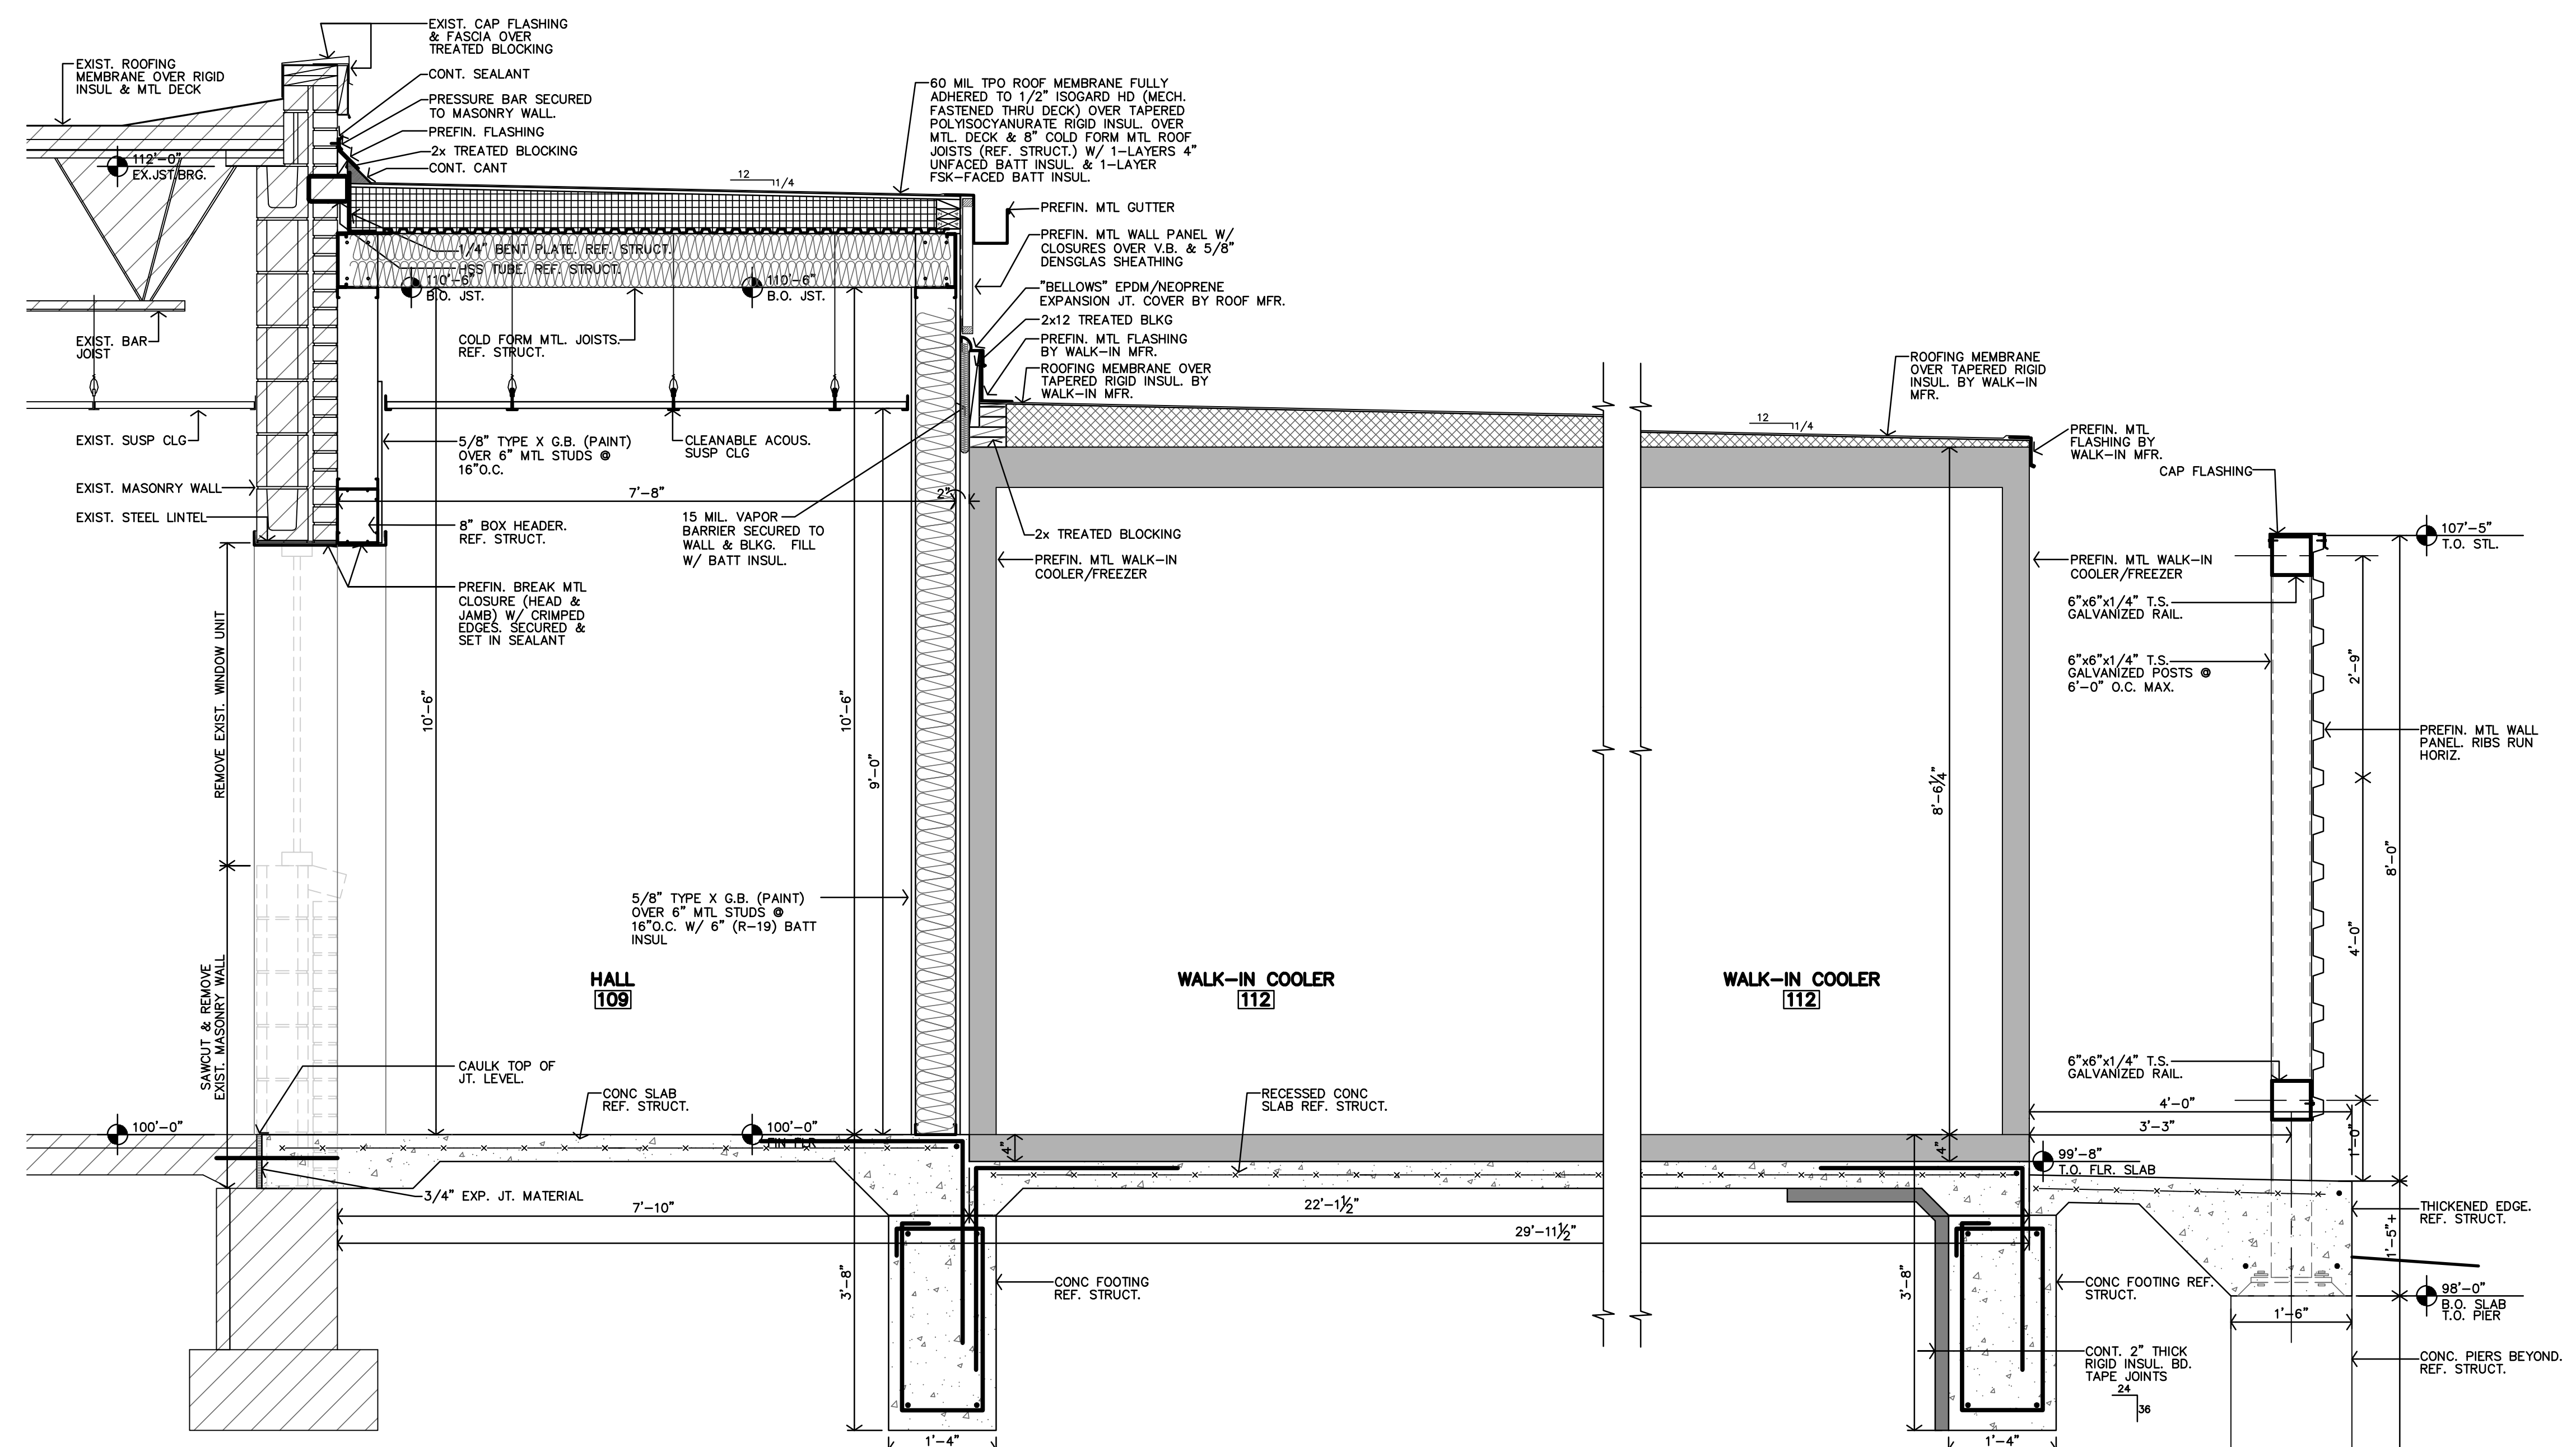 EXIST. CAP FLASHING
& FASCIA OVER
TREATED BLOCKING
EXIST. ROOFING
MEMBRANE OVER RIGID
INSUL & MTL DECK
CONT. SEALANT
PRESSURE BAR SECURED
TO MASONRY WALL.
PREFIN. FLASHING
2x TREATED BLOCKING
CONT. CANT
112'-0"
EX.JST.BRG.
60 MIL TPO ROOF MEMBRANE FULLY
ADHERED TO 1/2" ISOGARD HD (MECH.
FASTENED THRU DECK) OVER TAPERED
POLYISOCYANURATE RIGID INSUL. OVER
MTL. DECK & 8" COLD FORM MTL ROOF
JOISTS (REF. STRUCT.) W/ 1-LAYERS 4"
UNFACED BATT INSUL. & 1-LAYER
FSK-FACED BATT INSUL.
12
1/4
PREFIN. MTL GUTTER
PREFIN. MTL WALL PANEL W/
CLOSURES OVER V.B. & 5/8"
DENSGLAS SHEATHING
1/4" BENT PLATE. REF. STRUCT.
HSS TUBE. REF. STRUCT.
110'-6"
B.O. JST.
110'-6"
B.O. JST.
"BELLOWS" EPDM/NEOPRENE
EXPANSION JT. COVER BY ROOF MFR.
2x12 TREATED BLKG
PREFIN. MTL FLASHING
BY WALK-IN MFR.
ROOFING MEMBRANE OVER
TAPERED RIGID INSUL. BY
WALK-IN MFR.
EXIST. BAR
JOIST
COLD FORM MTL. JOISTS.
REF. STRUCT.
ROOFING MEMBRANE
OVER TAPERED RIGID
INSUL. BY WALK-IN
MFR.
12
1/4
EXIST. SUSP CLG
5/8" TYPE X G.B. (PAINT)
OVER 6" MTL STUDS @
16"O.C.
CLEANABLE ACOUS.
SUSP CLG
PREFIN. MTL
FLASHING BY
WALK-IN MFR.
CAP FLASHING
EXIST. MASONRY WALL
7'-8"
2"
EXIST. STEEL LINTEL
8" BOX HEADER.
REF. STRUCT.
15 MIL. VAPOR
BARRIER SECURED TO
WALL & BLKG. FILL
W/ BATT INSUL.
2x TREATED BLOCKING
PREFIN. MTL WALK-IN
COOLER/FREEZER
PREFIN. MTL WALK-IN
COOLER/FREEZER
107'-5"
T.O. STL.
PREFIN. BREAK MTL
CLOSURE (HEAD &
JAMB) W/ CRIMPED
EDGES. SECURED &
SET IN SEALANT
6"x6"x1/4" T.S.
GALVANIZED RAIL.
6"x6"x1/4" T.S.
GALVANIZED POSTS @
6'-0" O.C. MAX.
REMOVE EXIST. WINDOW UNIT
10'-6"
10'-6"
9'-0"
8'-6 1/4"
2'-9"
PREFIN. MTL WALL
PANEL. RIBS RUN
HORIZ.
8'-0"
4'-0"
5/8" TYPE X G.B. (PAINT)
OVER 6" MTL STUDS @
16"O.C. W/ 6" (R-19) BATT
INSUL
HALL
109
WALK-IN COOLER
112
WALK-IN COOLER
112
SAWCUT & REMOVE
EXIST. MASONRY WALL
CAULK TOP OF
JT. LEVEL.
CONC SLAB
REF. STRUCT.
RECESSED CONC
SLAB REF. STRUCT.
6"x6"x1/4" T.S.
GALVANIZED RAIL.
4'-0"
3'-3"
1'-0"
100'-0"
100'-0"
FIN FLR
4"
4"
99'-8"
T.O. FLR. SLAB
3/4" EXP. JT. MATERIAL
7'-10"
22'-1 1/2"
29'-11 1/2"
THICKENED EDGE.
REF. STRUCT.
1'-5"+
3'-8"
CONC FOOTING
REF. STRUCT.
3'-8"
CONC FOOTING REF.
STRUCT.
98'-0"
B.O. SLAB
T.O. PIER
1'-6"
CONT. 2" THICK
RIGID INSUL. BD.
TAPE JOINTS
24
36
CONC. PIERS BEYOND.
REF. STRUCT.
1'-4"
1'-4"